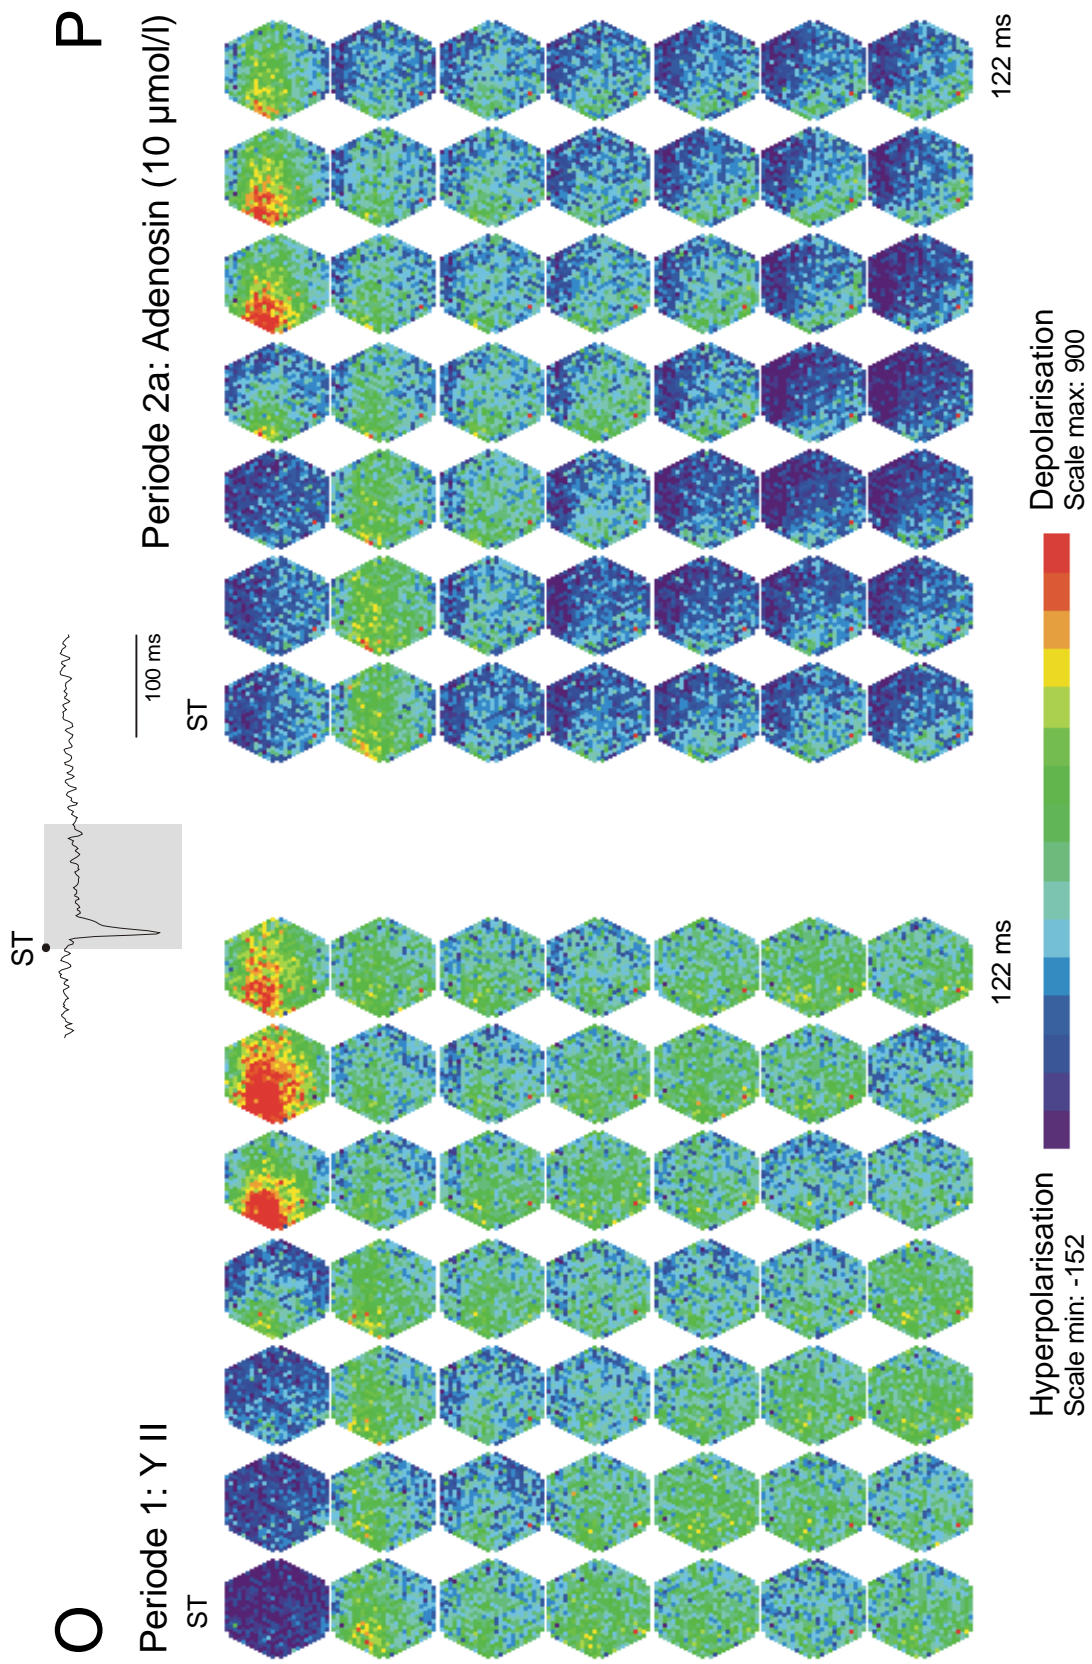 O
P
Periode 1: Y II
Periode 2a: Adenosin (10 µmol/l)
ST
100 ms
ST
ST
122 ms
122 ms
Hyperpolarisation
Scale min: -152
Depolarisation
Scale max: 900